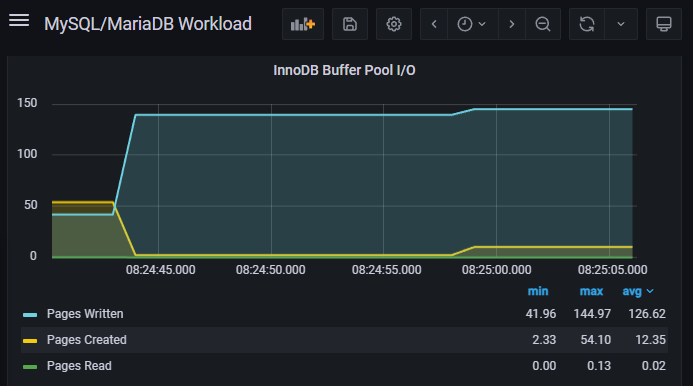 MySQL/MariaDB Workload
InnoDB Buffer Pool I/O
150
100
50
0
08:24:45.000 08:24:50.000 08:24:55.000 08:25:00.000 08:25:05.000
min max avg
Pages Written 41.96 144.97 126.62
Pages Created 2.33 54.10 12.35
Pages Read 0.00 0.13 0.02